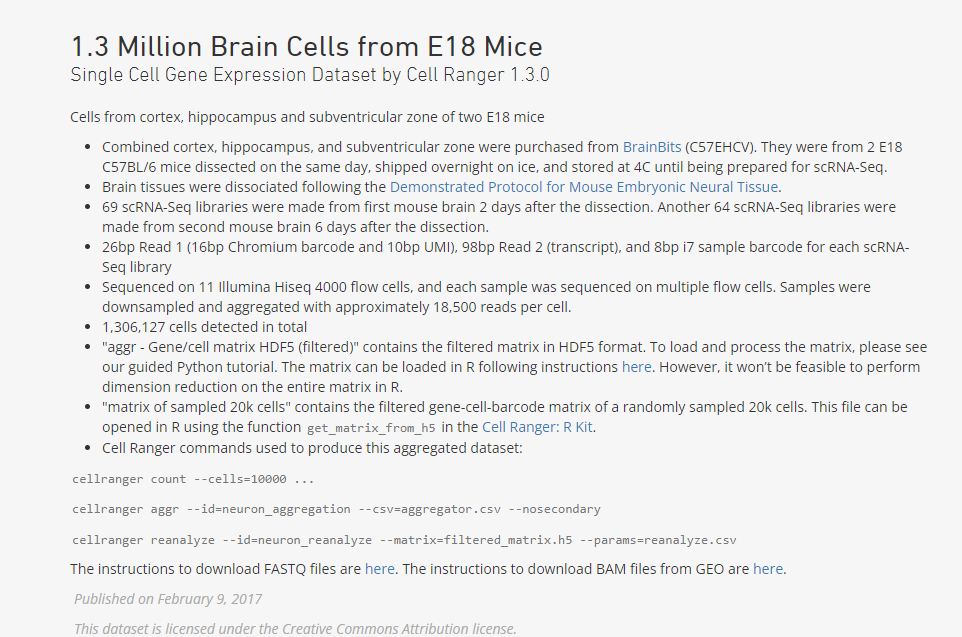 1.3 Million Brain Cells from E18 Mice
Single Cell Gene Expression Dataset by Cell Ranger 1.3.0
Cells from cortex, hippocampus and subventricular zone of two E18 mice
• Combined cortex, hippocampus, and subventricular zone were purchased from BrainBits (C57EHCV). They were from 2 E18
C57BL/6 mice dissected on the same day, shipped overnight on ice, and stored at 4C until being prepared for scRNA-Seq.
• Brain tissues were dissociated following the Demonstrated Protocol for Mouse Embryonic Neural Tissue.
• 69 scRNA-Seq libraries were made from first mouse brain 2 days after the dissection. Another 64 scRNA-Seq libraries were
made from second mouse brain 6 days after the dissection.
• 26bp Read 1 (16bp Chromium barcode and 10bp UMI), 98bp Read 2 (transcript), and 8bp i7 sample barcode for each scRNA-
Seq library
• Sequenced on 11 Illumina Hiseq 4000 flow cells, and each sample was sequenced on multiple flow cells. Samples were
downsampled and aggregated with approximately 18,500 reads per cell.
• 1,306,127 cells detected in total
• "aggr - Gene/cell matrix HDF5 (filtered)" contains the filtered matrix in HDF5 format. To load and process the matrix, please see
our guided Python tutorial. The matrix can be loaded in R following instructions here. However, it won't be feasible to perform
dimension reduction on the entire matrix in R.
• "matrix of sampled 20k cells" contains the filtered gene-cell-barcode matrix of a randomly sampled 20k cells. This file can be
opened in R using the function get_matrix_from_h5 in the Cell Ranger: R Kit.
• Cell Ranger commands used to produce this aggregated dataset:
cellranger count --cells=10000 ...
cellranger aggr --id=neuron_aggregation --csv=aggregator.csv --nosecondary
cellranger reanalyze --id=neuron_reanalyze --matrix=filtered_matrix.h5 --params=reanalyze.csv
The instructions to download FASTQ files are here. The instructions to download BAM files from GEO are here.
Published on February 9, 2017
This dataset is licensed under the Creative Commons Attribution license.